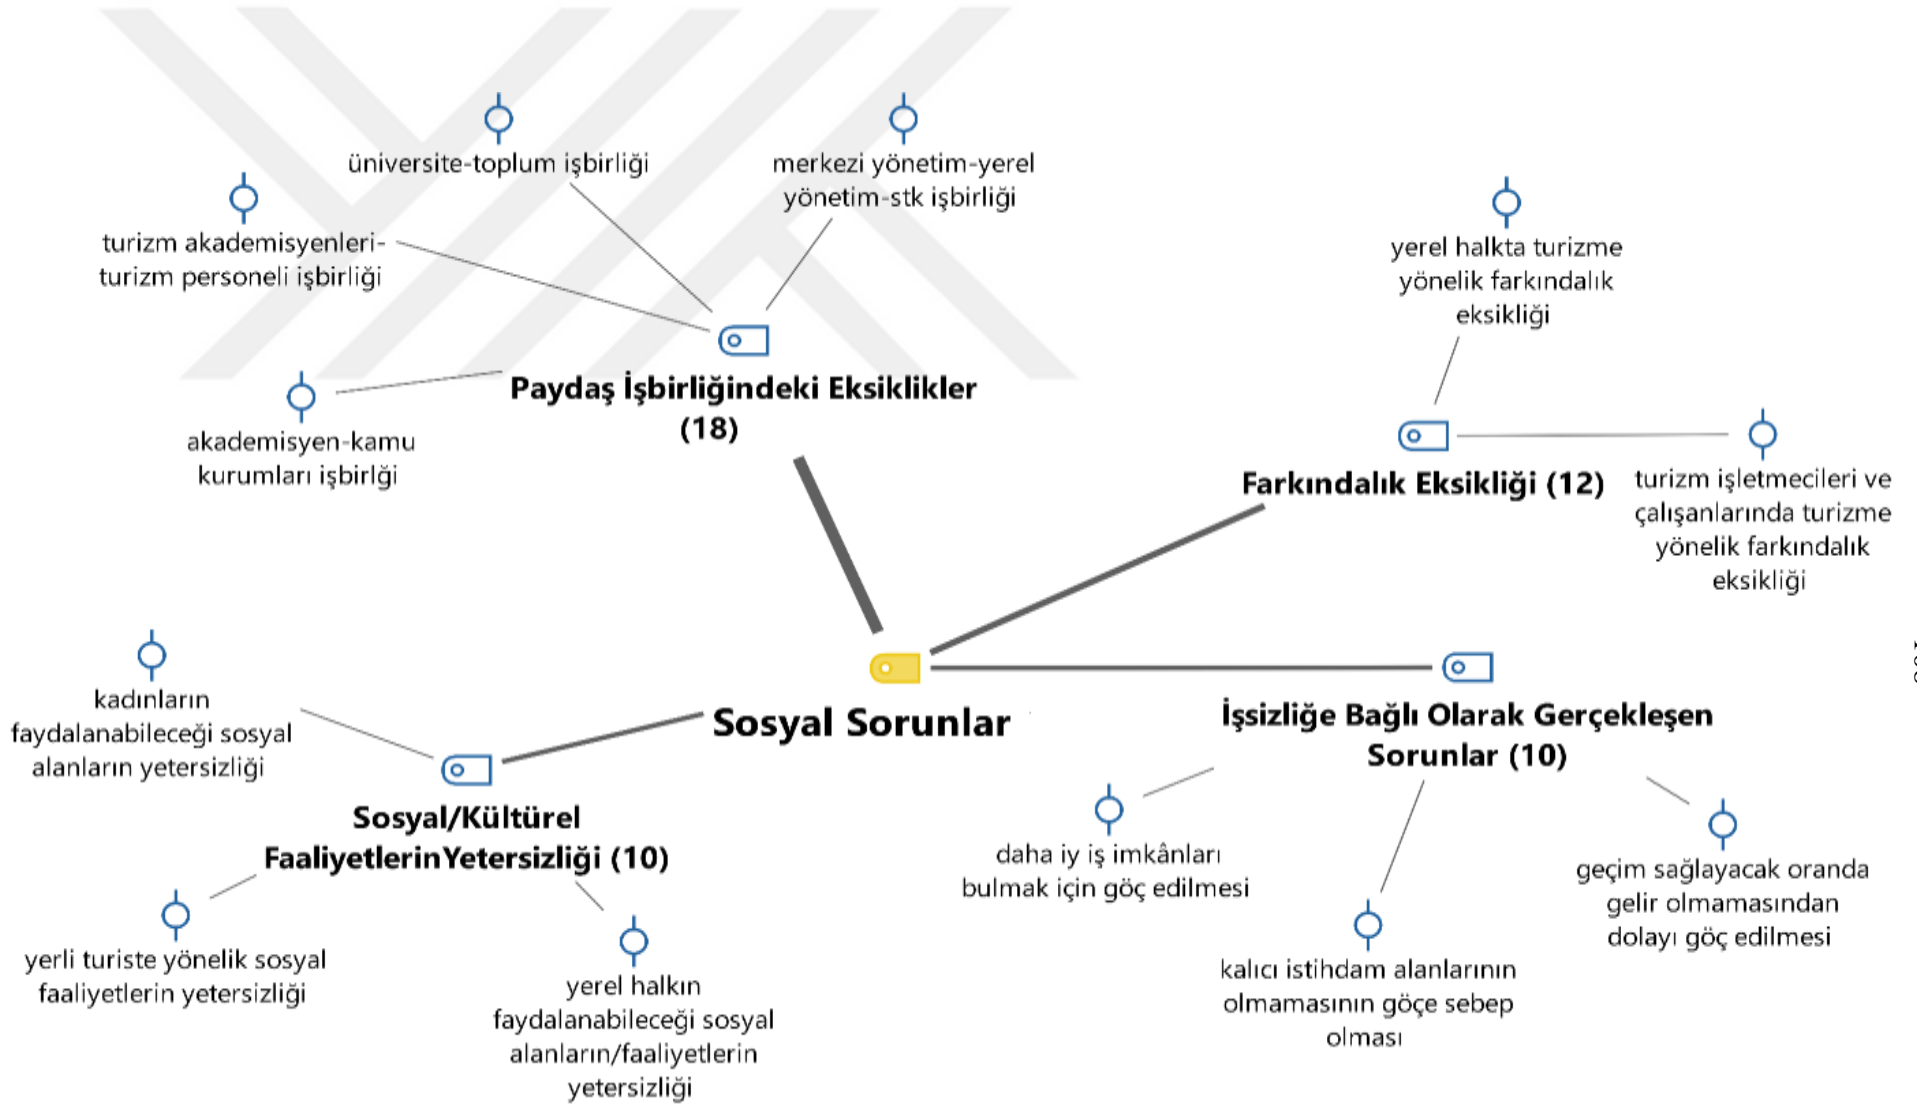 üniversite-toplum işbirliği
merkezi yönetim-yerel
yönetim-stk işbirliği
turizm akademisyenleri-
turizm personeli işbirliği
yerel halkta turizme
yönelik farkındalık
eksikliği
Paydaş İşbirliğindeki Eksiklikler
(18)
akademisyen-kamu
kurumları işbirlği
Farkındalık Eksikliği (12)
turizm işletmecileri ve
çalışanlarında turizme
yönelik farkındalık
eksikliği
Sosyal Sorunlar
kadınların
faydalanabileceği sosyal
alanların yetersizliği
İşsizliğe Bağlı Olarak Gerçekleşen
Sorunlar (10)
Sosyal/Kültürel
FaaliyetlerinYetersizliği (10)
daha iy iş imkânları
bulmak için göç edilmesi
geçim sağlayacak oranda
gelir olmamasından
dolayı göç edilmesi
yerli turiste yönelik sosyal
faaliyetlerin yetersizliği
yerel halkın
faydalanabileceği sosyal
alanların/faaliyetlerin
yetersizliği
kalıcı istihdam alanlarının
olmamasının göçe sebep
olması